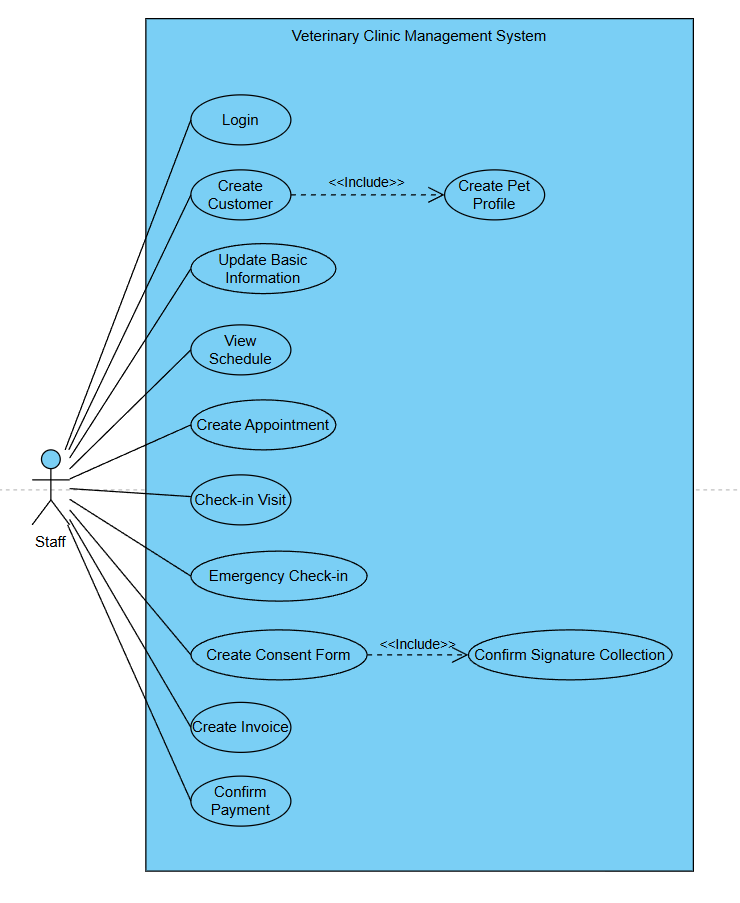 Veterinary Clinic Management System
Login
Create
Customer
<<Include>>
Create Pet
Profile
Update Basic
Information
View
Schedule
Create Appointment
Check-in Visit
Staff
Emergency Check-in
Create Consent Form
<<Include>>
Confirm Signature Collection
Create Invoice
Confirm
Payment